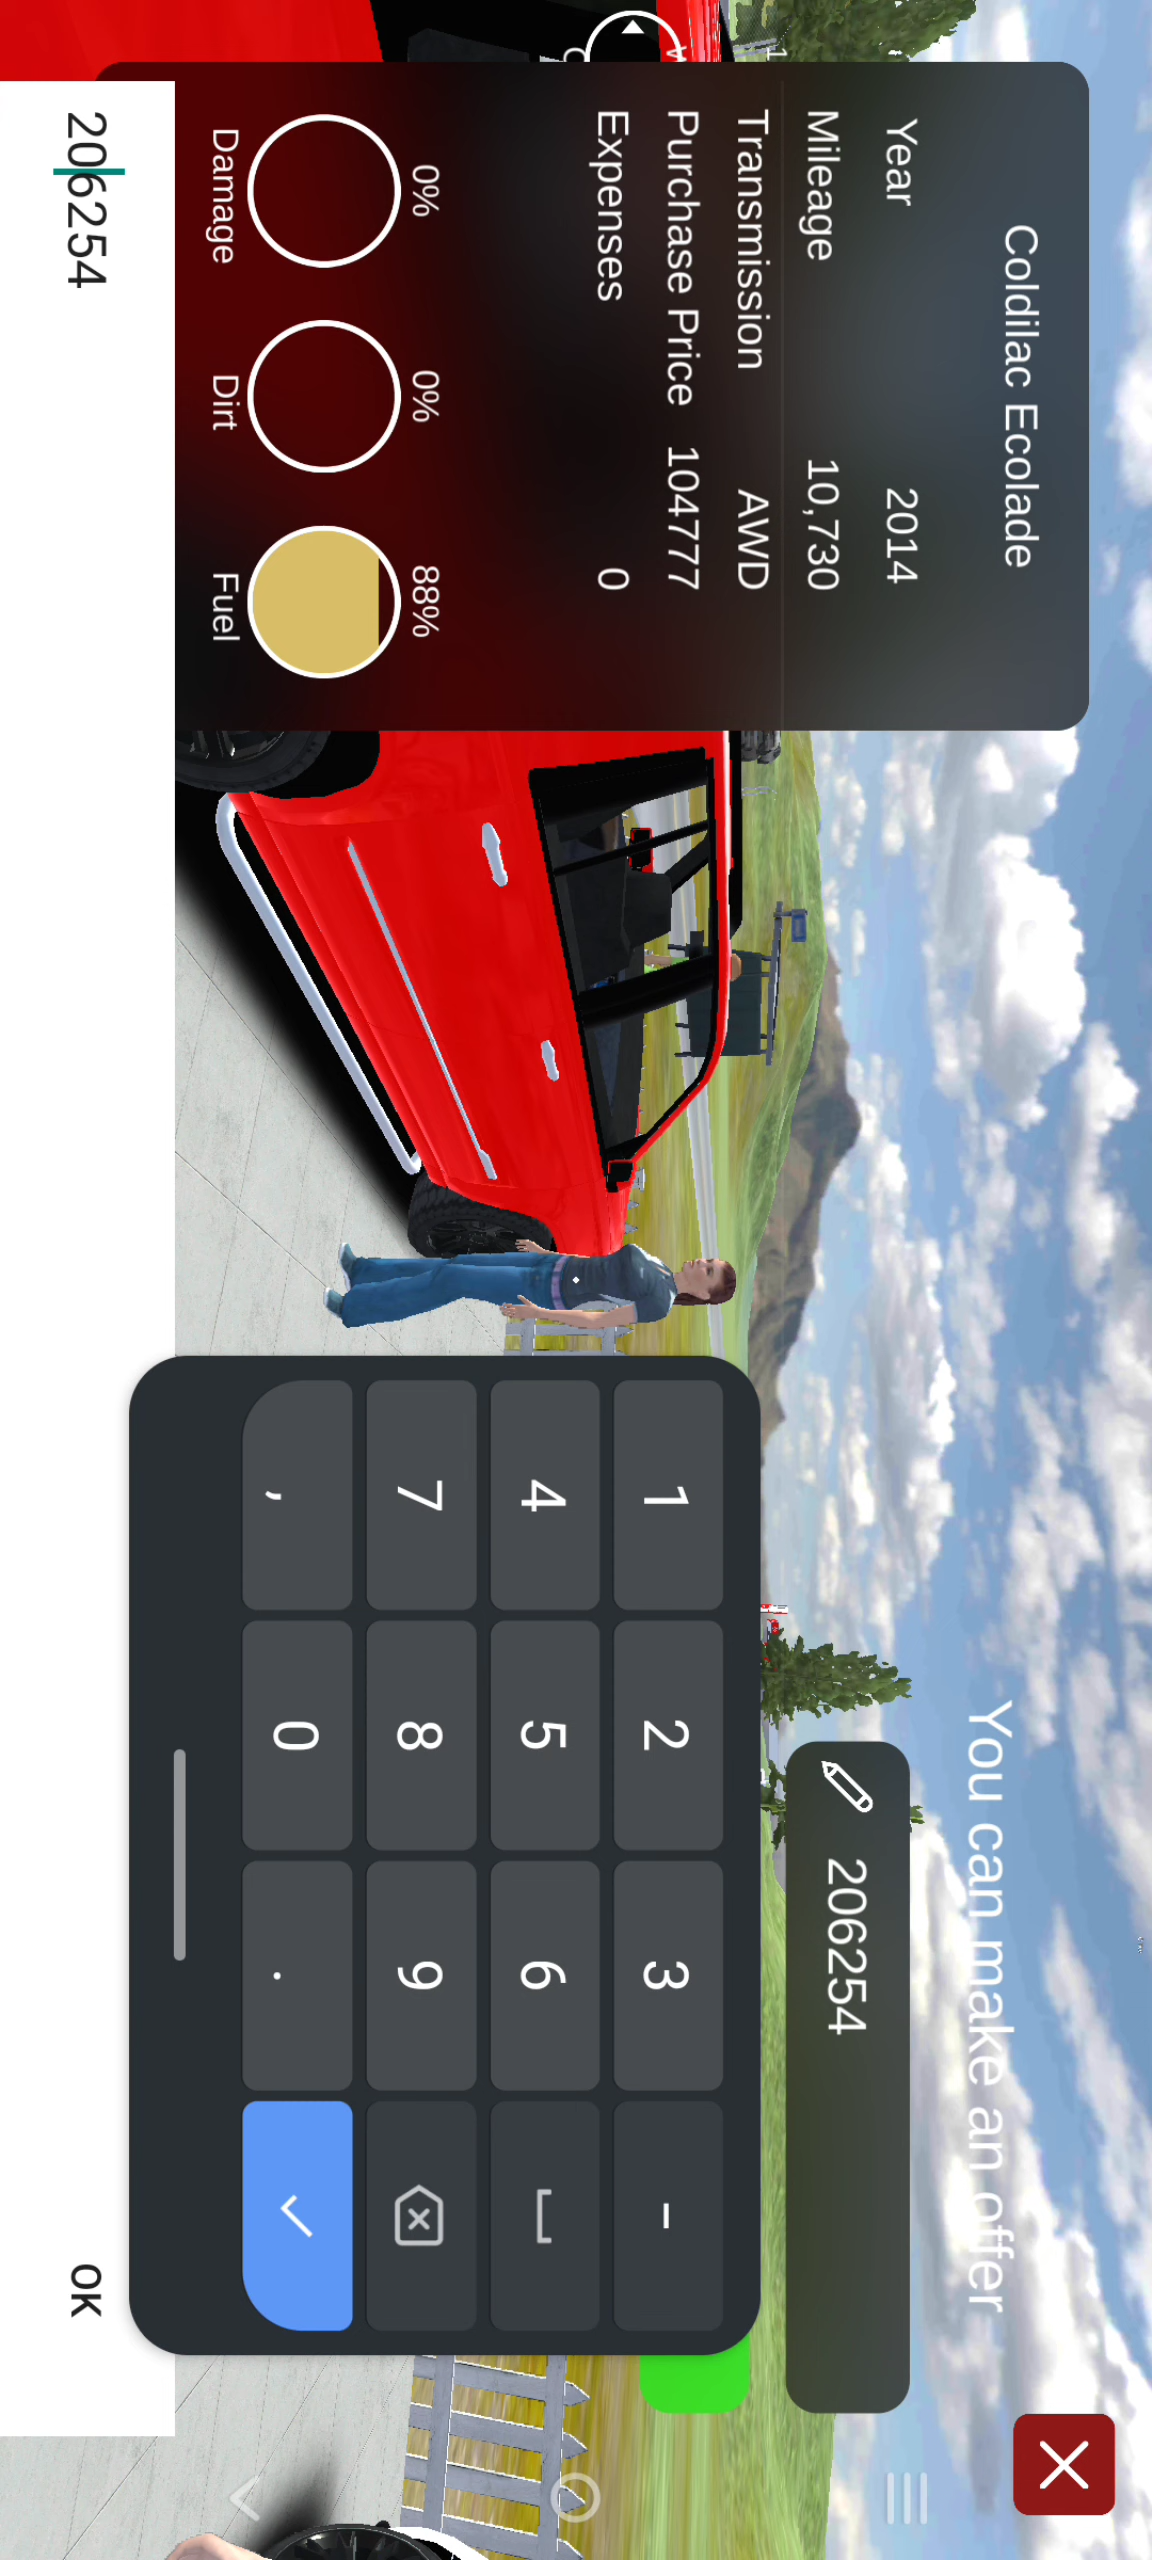 Coldilac Ecolade
Year 2014
Mileage 10,730
Transmission AWD
Purchase Price 104777
Expenses 0
0% 0% 88%
Damage Dirt Fuel
You can make an offer
206254
1 2 3 -
4 5 6
7 8 9
, 0 .
206254
OK